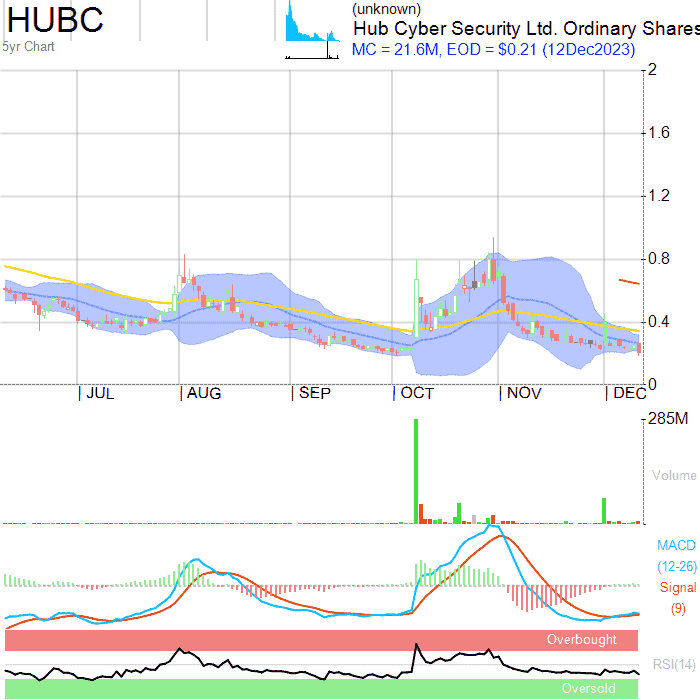 HUBC
5yr Chart
(unknown)
Hub Cyber Security Ltd. Ordinary Shares
MC = 21.6M, EOD = $0.21 (12Dec2023)
2
1.6
1.2
0.8
0.4
0
JUL AUG SEP OCT NOV DEC
285M
Volume
MACD
(12-26)
Signal
(9)
Overbought
RSI(14)
Oversold